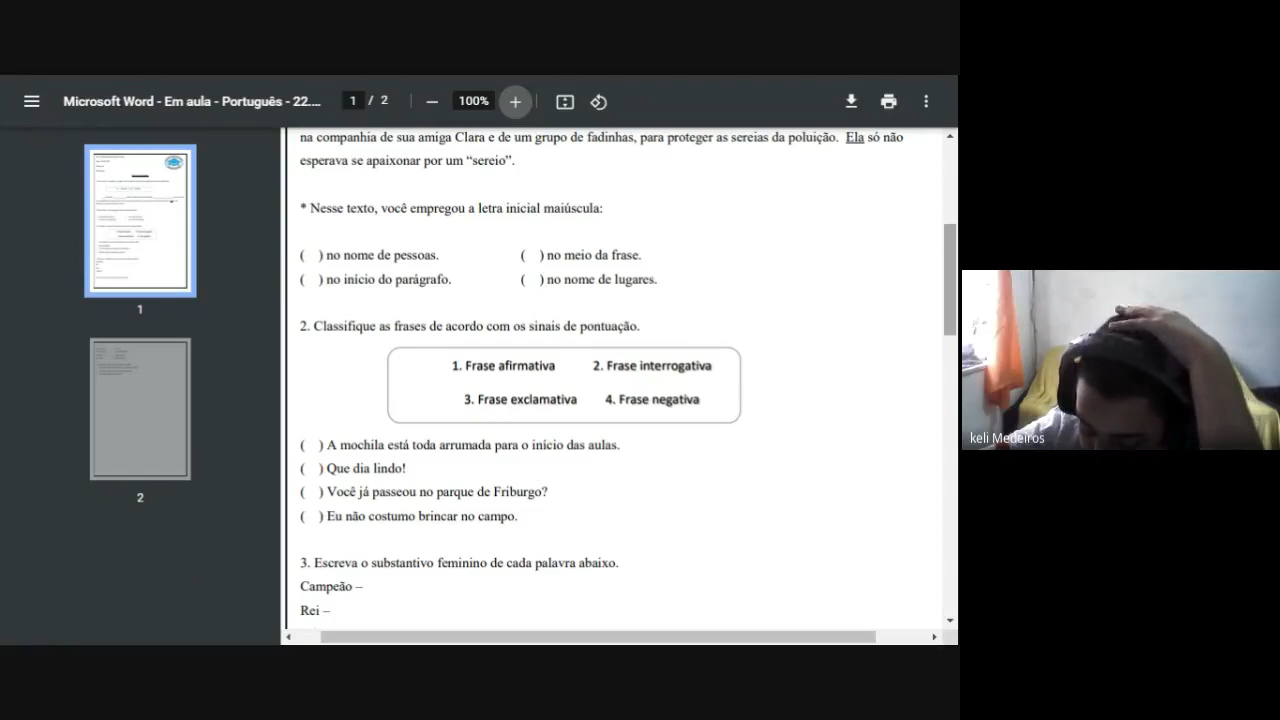 Microsoft Word - Em aula - Português - 22....
1 / 2
100%
na companhia de sua amiga Clara e de um grupo de fadinhas, para proteger as sereias da poluição. Ela só não
esperava se apaixonar por um “sereio”.
* Nesse texto, você empregou a letra inicial maiúscula:
( ) no nome de pessoas. ( ) no meio da frase.
( ) no início do parágrafo. ( ) no nome de lugares.
2. Classifique as frases de acordo com os sinais de pontuação.
1. Frase afirmativa 2. Frase interrogativa
3. Frase exclamativa 4. Frase negativa
( ) A mochila está toda arrumada para o início das aulas.
( ) Que dia lindo!
( ) Você já passeou no parque de Friburgo?
( ) Eu não costumo brincar no campo.
3. Escreva o substantivo feminino de cada palavra abaixo.
Campeão –
Rei –
1
2
keli Medeiros